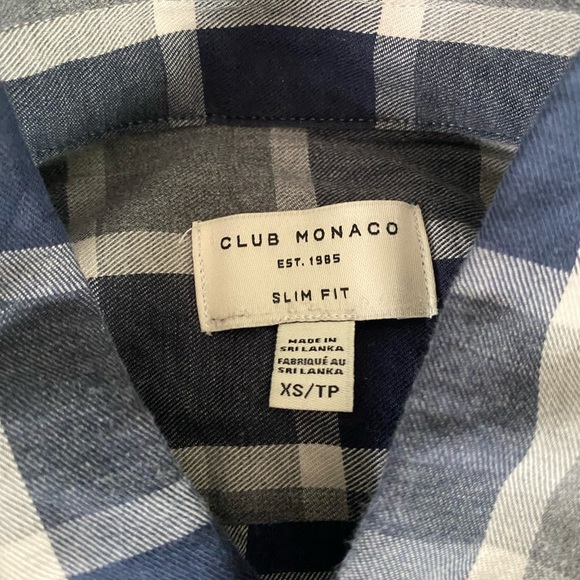 CLUB MONACO
EST. 1985
SLIM FIT
MADE IN
SRI LANKA
FABRIQUÉ AU
SRI LANKA
XS/TP